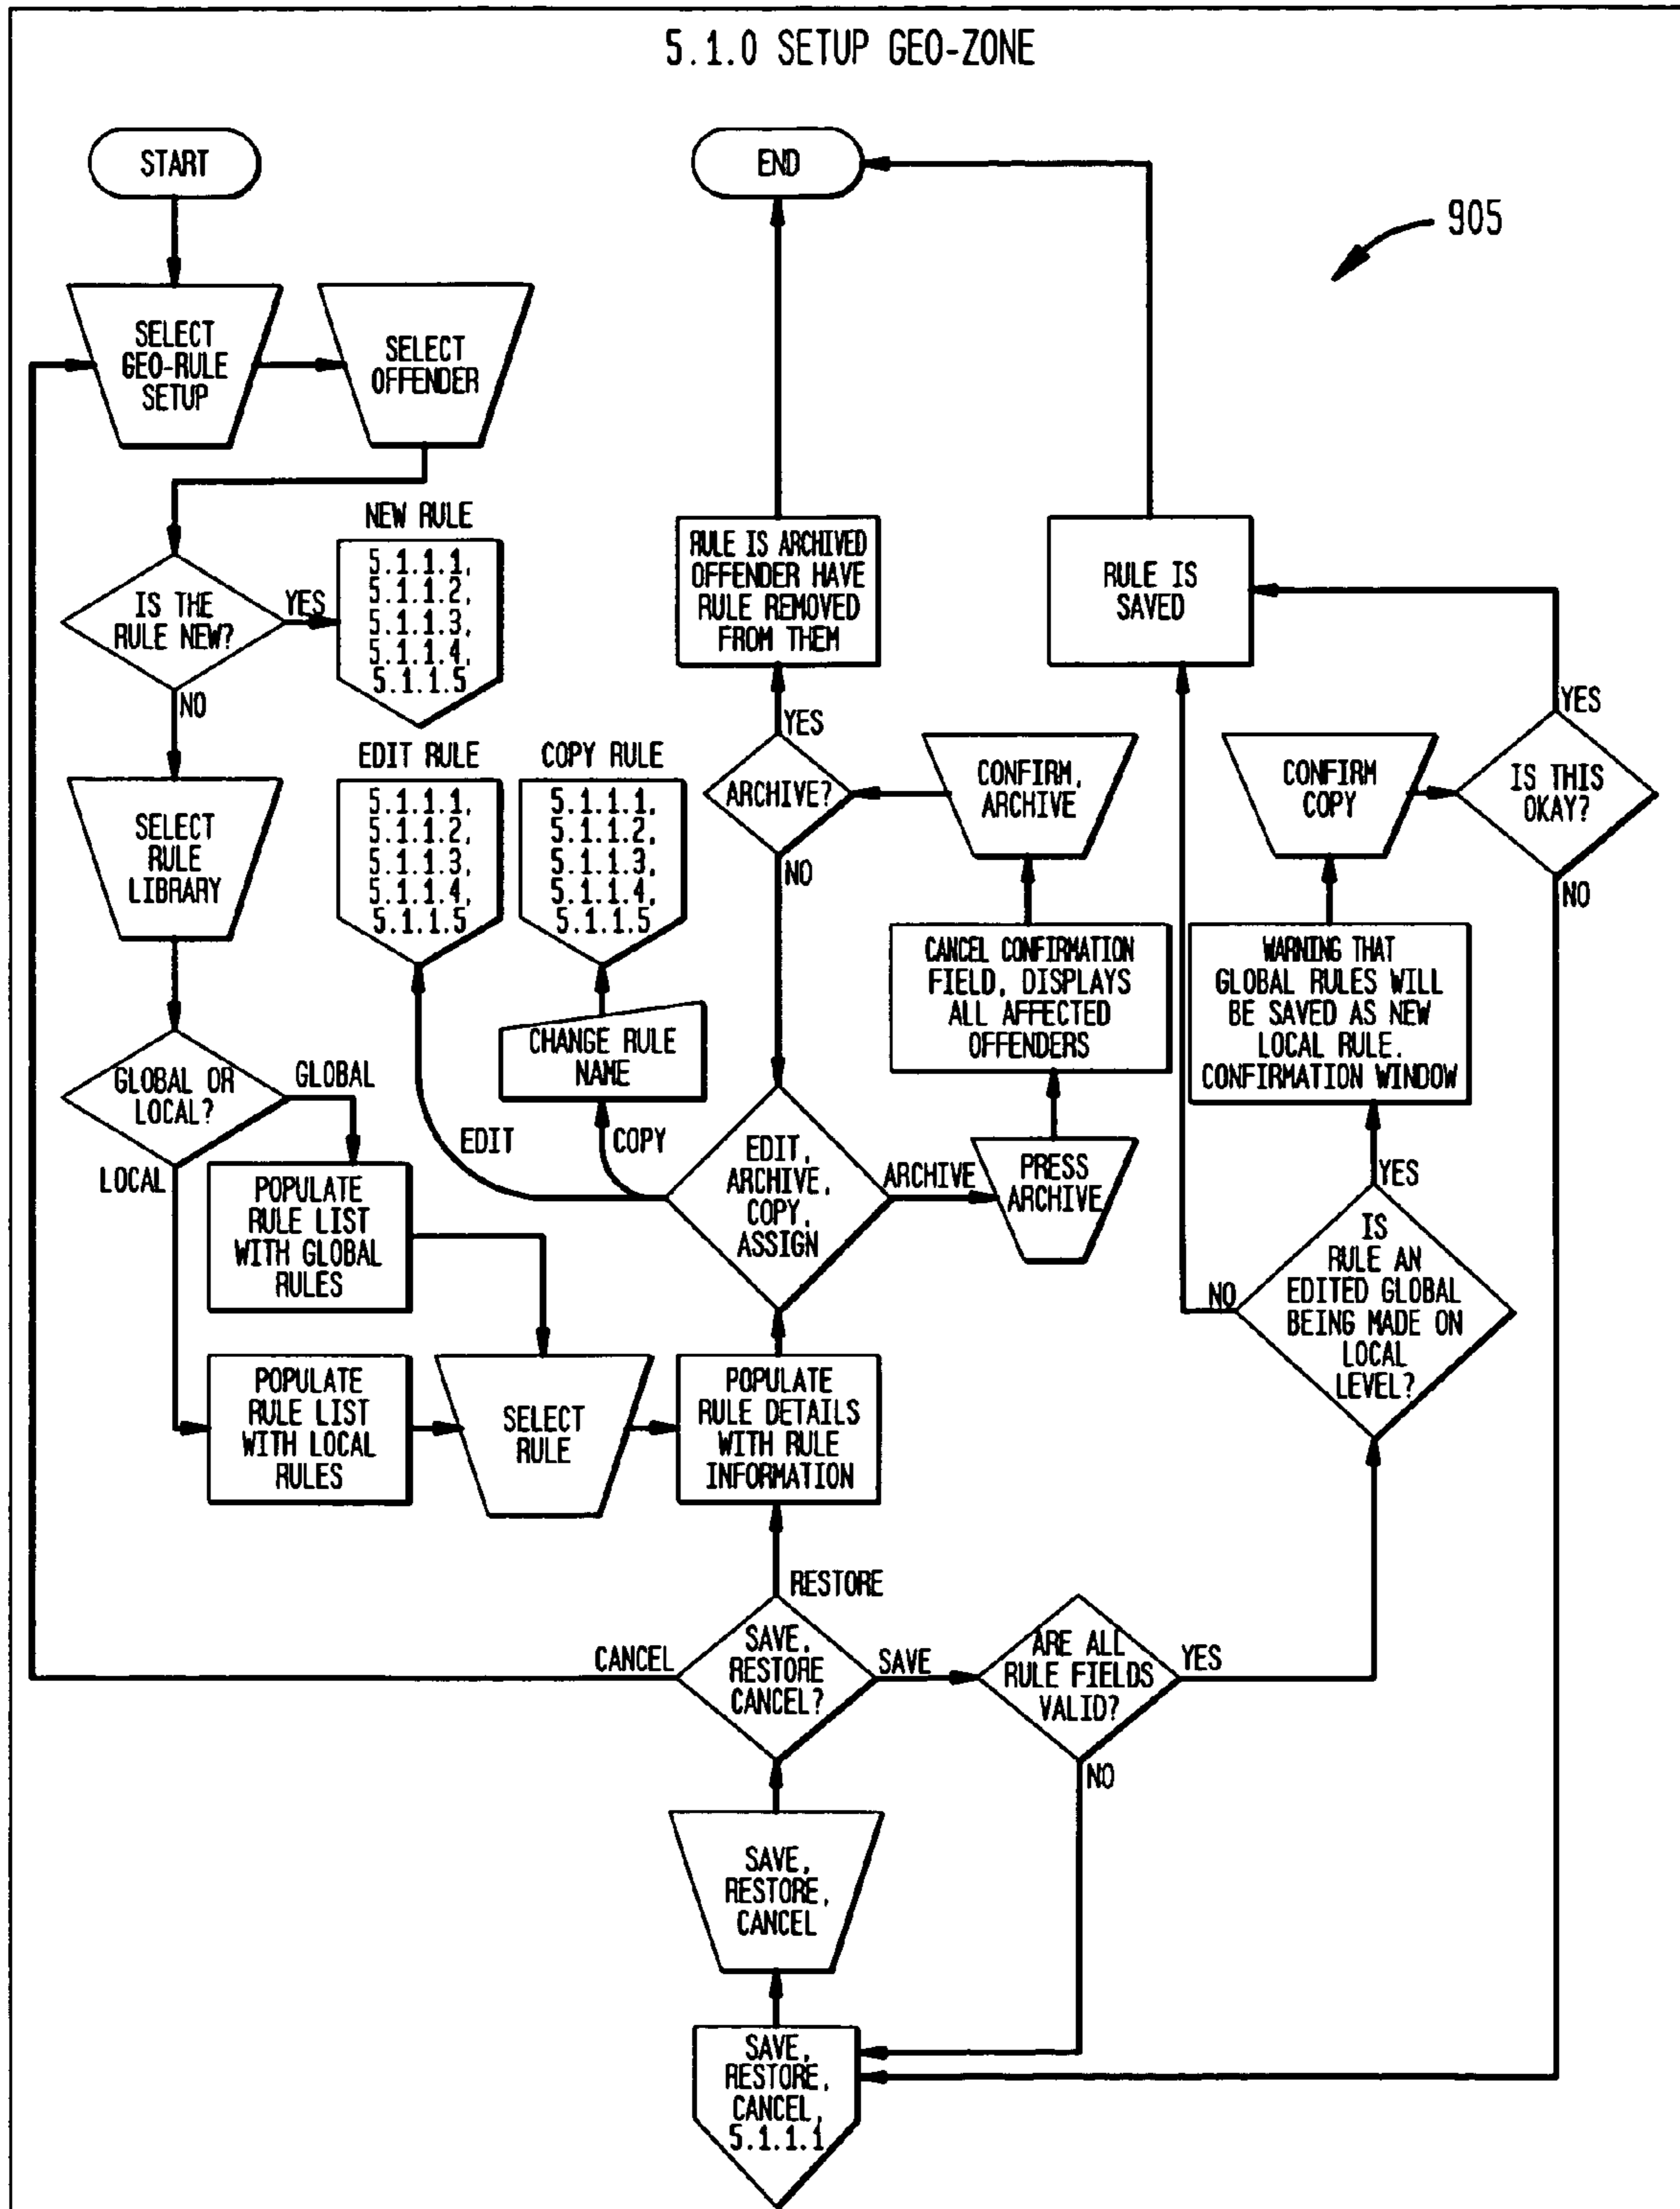 5.1.0 SETUP GEO-ZONE
START
END
905
SELECT
GEO-RULE
SETUP
SELECT
OFFENDER
NEW RULE
5.1.1.1,
5.1.1.2,
5.1.1.3,
5.1.1.4,
5.1.1.5
IS THE
RULE NEW?
YES
NO
RULE IS ARCHIVED
OFFENDER HAVE
RULE REMOVED
FROM THEM
RULE IS
SAVED
EDIT RULE
5.1.1.1,
5.1.1.2,
5.1.1.3,
5.1.1.4,
5.1.1.5
COPY RULE
5.1.1.1,
5.1.1.2,
5.1.1.3,
5.1.1.4,
5.1.1.5
YES
ARCHIVE?
NO
CONFIRM,
ARCHIVE
CONFIRM
COPY
YES
IS THIS
OKAY?
NO
SELECT
RULE
LIBRARY
CANCEL CONFIRMATION
FIELD, DISPLAYS
ALL AFFECTED
OFFENDERS
WARNING THAT
GLOBAL RULES WILL
BE SAVED AS NEW
LOCAL RULE.
CONFIRMATION WINDOW
CHANGE RULE
NAME
GLOBAL OR
LOCAL?
GLOBAL
LOCAL
EDIT
COPY
EDIT,
ARCHIVE,
COPY,
ASSIGN
ARCHIVE
PRESS
ARCHIVE
YES
IS
RULE AN
EDITED GLOBAL
BEING MADE ON
LOCAL
LEVEL?
NO
POPULATE
RULE LIST
WITH GLOBAL
RULES
POPULATE
RULE LIST
WITH LOCAL
RULES
SELECT
RULE
POPULATE
RULE DETAILS
WITH RULE
INFORMATION
RESTORE
CANCEL
SAVE,
RESTORE
CANCEL?
SAVE
ARE ALL
RULE FIELDS
VALID?
YES
NO
SAVE,
RESTORE,
CANCEL
SAVE,
RESTORE,
CANCEL,
5.1.1.1